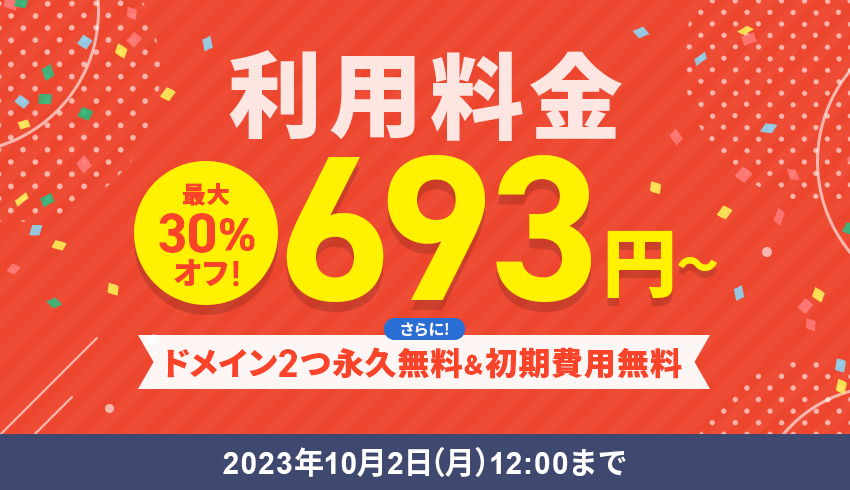 利用料金
最大
30%
オフ!
693円〜
さらに!
ドメイン2つ永久無料&初期費用無料
2023年10月2日(月)12:00まで